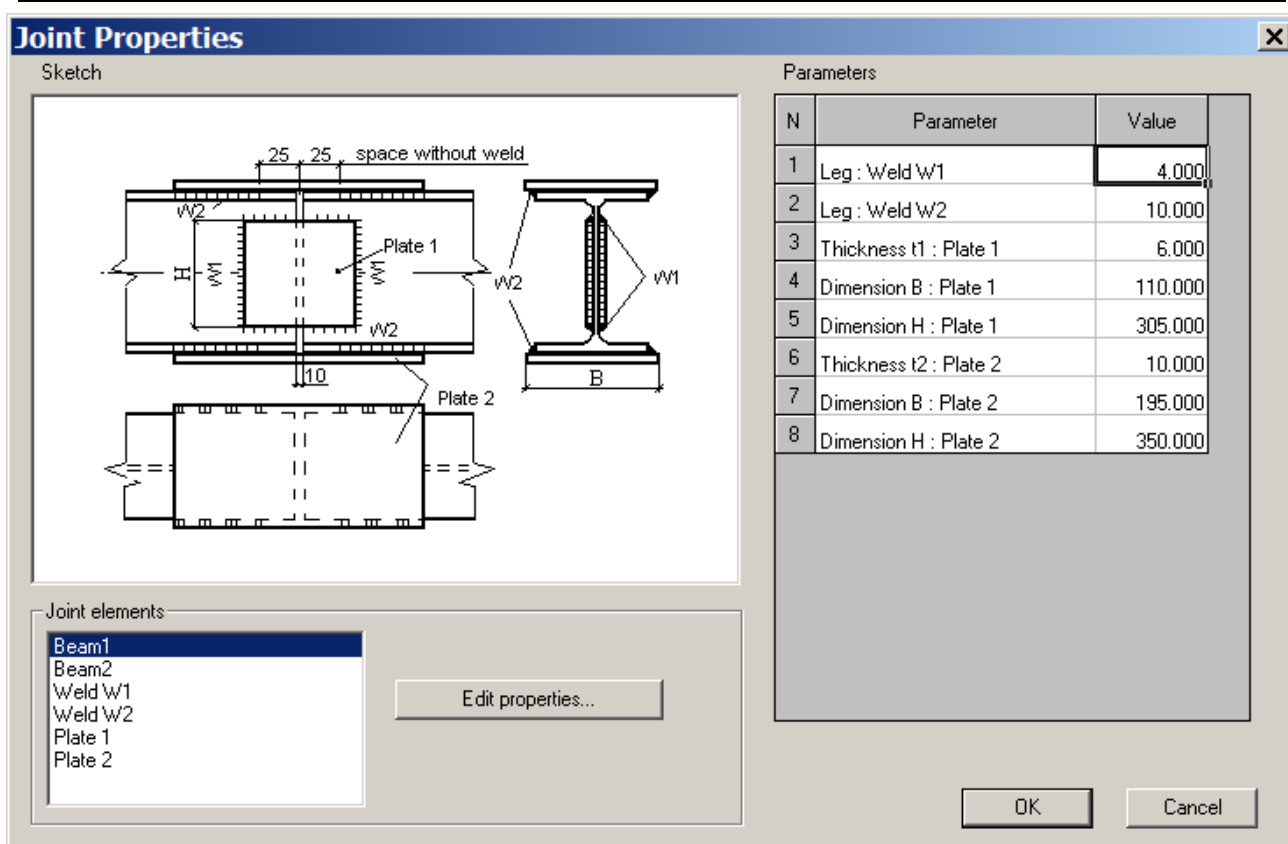 Joint Properties
Sketch
25 25 space without weld
W2
Plate 1
H
W1
W1
W2
W1
W2
10
B
Plate 2
Joint elements
Beam1
Beam2
Weld W1
Weld W2
Plate 1
Plate 2
Edit properties...
Parameters
N Parameter Value
1 Leg : Weld W1 4.000
2 Leg : Weld W2 10.000
3 Thickness t1 : Plate 1 6.000
4 Dimension B : Plate 1 110.000
5 Dimension H : Plate 1 305.000
6 Thickness t2 : Plate 2 10.000
7 Dimension B : Plate 2 195.000
8 Dimension H : Plate 2 350.000
OK Cancel